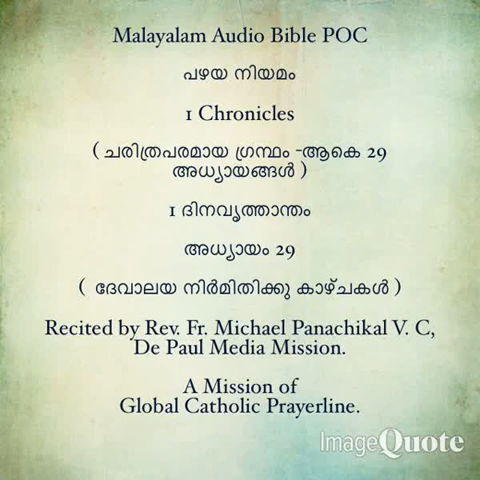 Malayalam Audio Bible POC
പഴയ നിയമം
1 Chronicles
( ചരിത്രപരമായ ഗ്രന്ഥം -ആകെ 29
അധ്യായങ്ങൾ )
1 ദിനവൃത്താന്തം
അധ്യായം 29
( ദേവാലയ നിർമിതിക്കു കാഴ്ചകൾ )
Recited by Rev. Fr. Michael Panachikal V. C,
De Paul Media Mission.
A Mission of
Global Catholic Prayerline.
ImageQuote